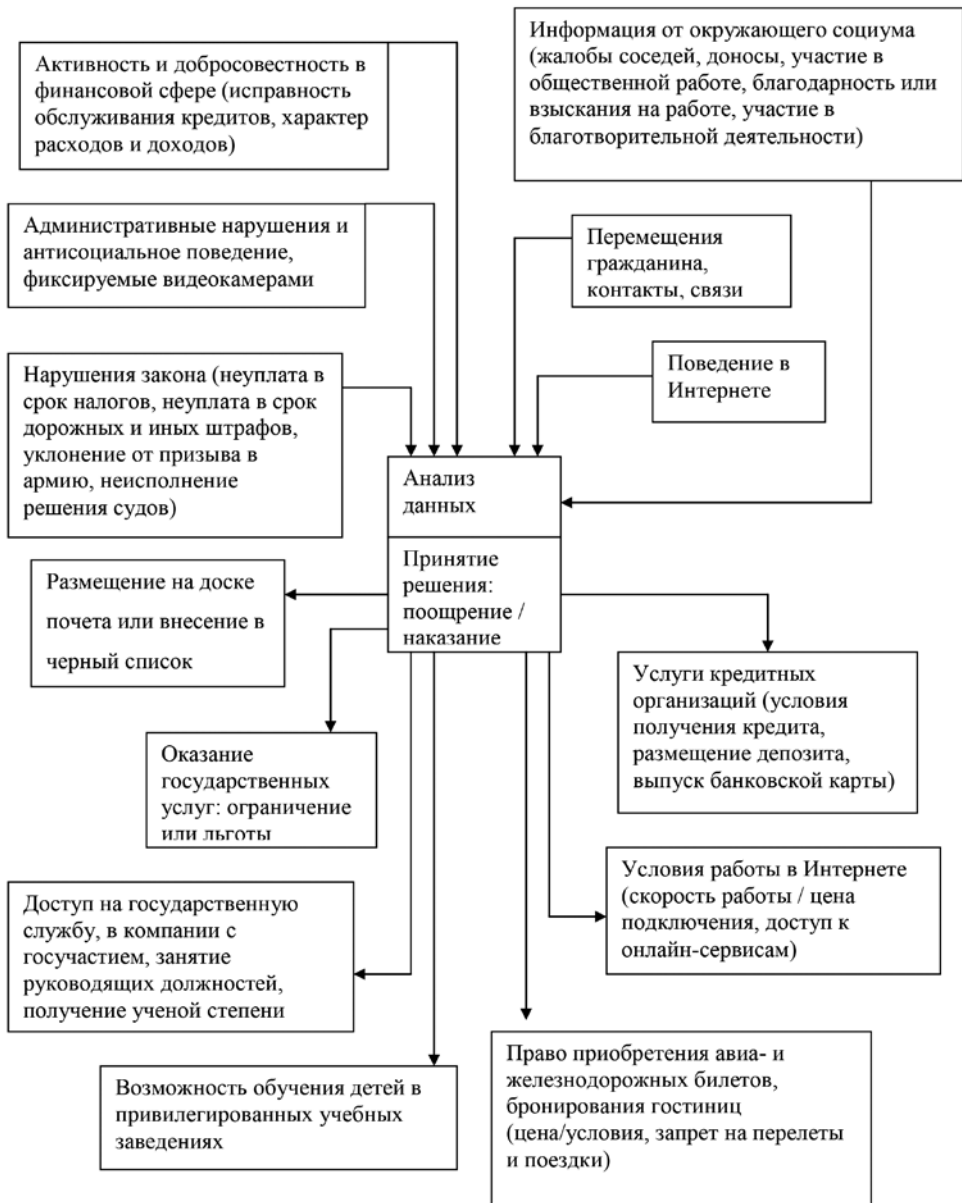 Активность и добросовестность в
финансовой сфере (исправность
обслуживания кредитов, характер
расходов и доходов)
Информация от окружающего социума
(жалобы соседей, доносы, участие в
общественной работе, благодарность или
взыскания на работе, участие в
благотворительной деятельности)
Административные нарушения и
антисоциальное поведение,
фиксируемые видеокамерами
Перемещения
гражданина,
контакты, связи
Нарушения закона (неуплата в
срок налогов, неуплата в срок
дорожных и иных штрафов,
уклонение от призыва в
армию, неисполнение
решения судов)
Поведение в
Интернете
Анализ
данных
Принятие
решения:
поощрение /
наказание
Размещение на доске
почета или внесение в
черный список
Услуги кредитных
организаций (условия
получения кредита,
размещение депозита,
выпуск банковской карты)
Оказание
государственных
услуг: ограничение
или льготы
Условия работы в Интернете
(скорость работы / цена
подключения, доступ к
онлайн-сервисам)
Доступ на государственную
службу, в компании с
госучастием, занятие
руководящих должностей,
получение ученой степени
Право приобретения авиа- и
железнодорожных билетов,
бронирования гостиниц
(цена/условия, запрет на перелеты
и поездки)
Возможность обучения детей в
привилегированных учебных
заведениях